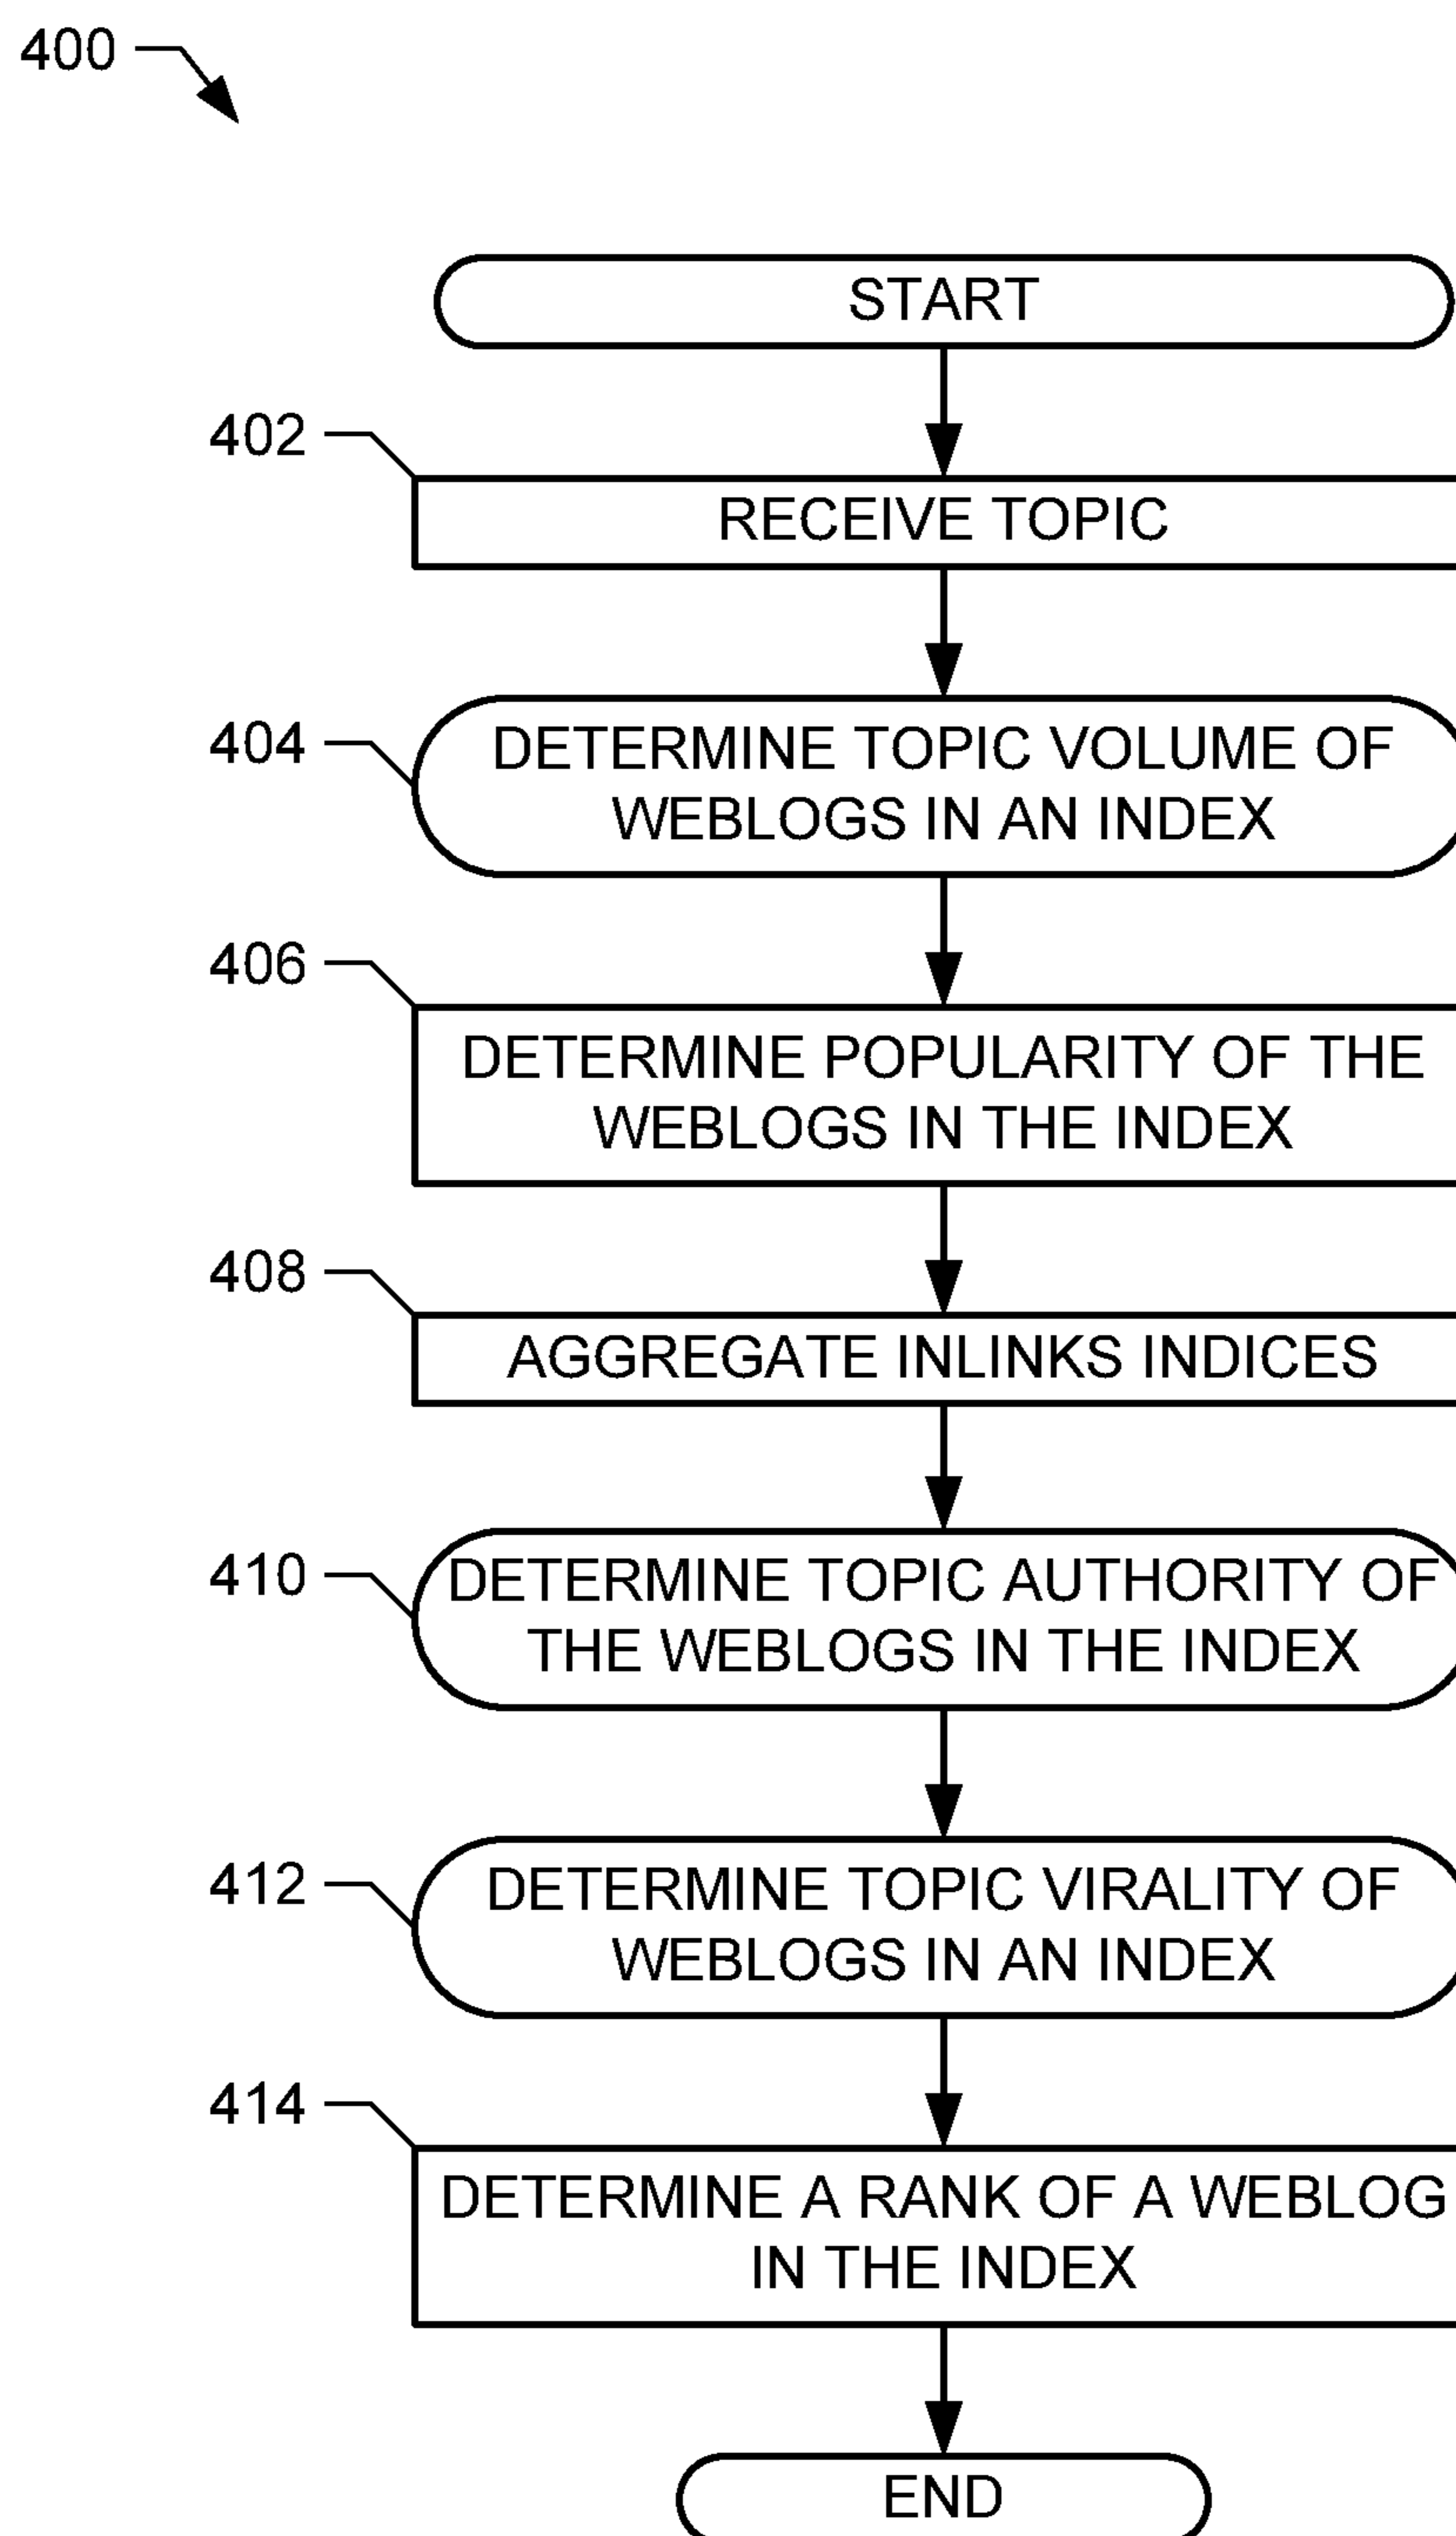 400
START
402
RECEIVE TOPIC
404
DETERMINE TOPIC VOLUME OF
WEBLOGS IN AN INDEX
406
DETERMINE POPULARITY OF THE
WEBLOGS IN THE INDEX
408
AGGREGATE INLINKS INDICES
410
DETERMINE TOPIC AUTHORITY OF
THE WEBLOGS IN THE INDEX
412
DETERMINE TOPIC VIRALITY OF
WEBLOGS IN AN INDEX
414
DETERMINE A RANK OF A WEBLOG
IN THE INDEX
END